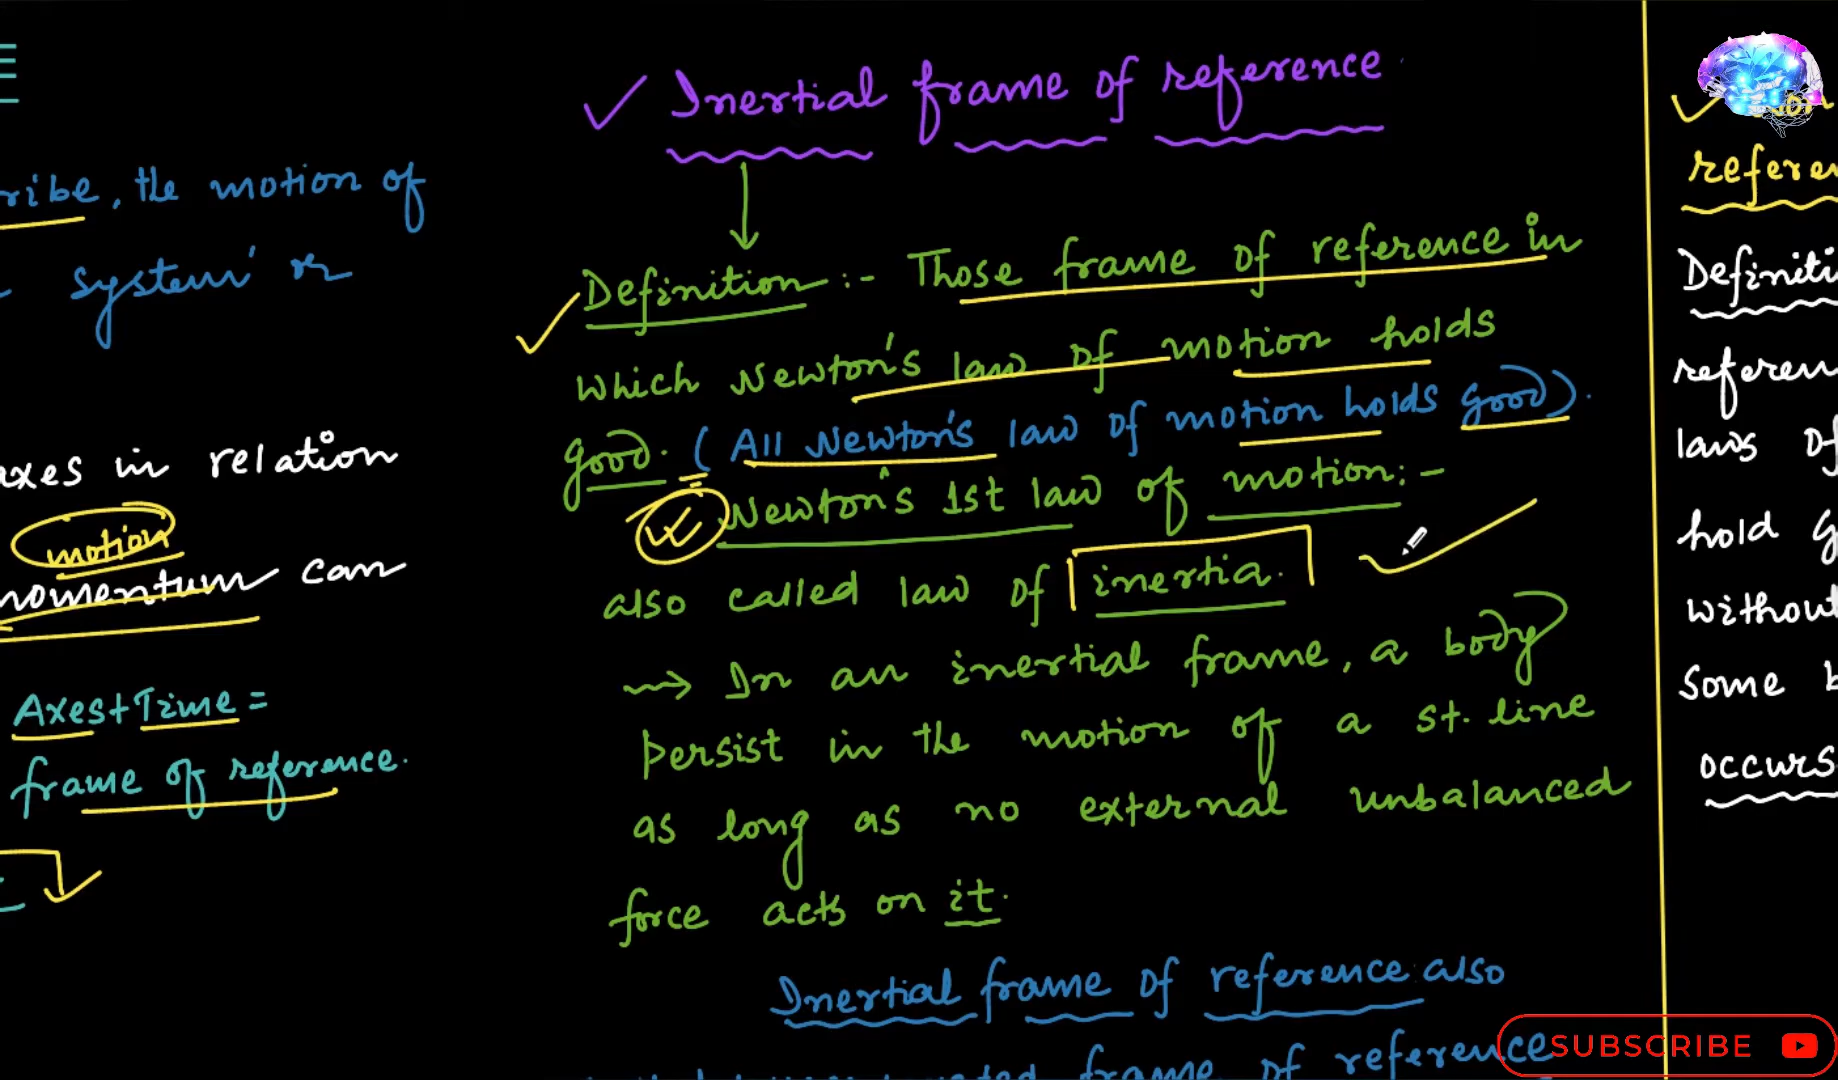 ribe, the motion of
system' or
axes in relation
motion
momentum can
Axes+Time =
frame of reference.
Inertial frame of reference
Definition :- Those frame of reference in
which Newton's law of motion holds
good. (All Newton's law of motion holds good).
Newton's 1st law of motion:-
also called law of inertia.
In an inertial frame, a body
persist in the motion of a st. line
as long as no external unbalanced
force acts on it.
Inertial frame of reference also
frame of reference
referen
Definiti
referen
laws of
hold g
without
some b
occurs
SUBSCRIBE